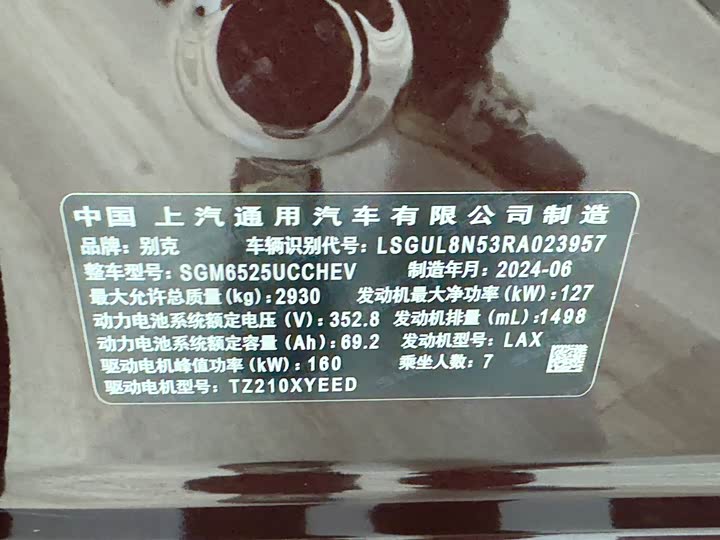 中国 上汽通用汽车有限公司制造
品牌：别克 车辆识别代号：LSGUL8N53RA023957
整车型号：SGM6525UCCHEV 制造年月：2024-06
最大允许总质量(kg)：2930 发动机最大净功率(kW)：127
动力电池系统额定电压(V)：352.8 发动机排量(mL)：1498
动力电池系统额定容量(Ah)：69.2 发动机型号：LAX
驱动电机峰值功率(kW)：160 乘坐人数：7
驱动电机型号：TZ210XYEED